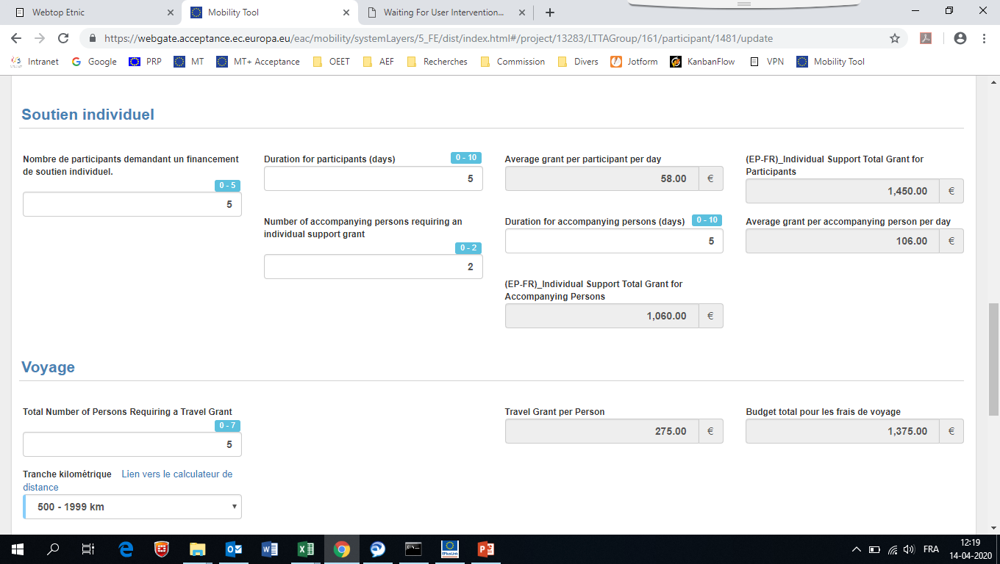 Webtop Etnic
Mobility Tool
Waiting For User Intervention...
https://webgate.acceptance.ec.europa.eu/eac/mobility/systemLayers/5_FE/dist/index.html#/project/13283/LTTAGroup/161/participant/1481/update
Intranet
Google
PRP
MT
MT+ Acceptance
OEET
AEF
Recherches
Commission
Divers
Jotform
KanbanFlow
VPN
Mobility Tool
Soutien individuel
Nombre de participants demandant un financement
de soutien individuel.
0 - 5
5
Duration for participants (days)
0 - 10
5
Average grant per participant per day
58.00 €
(EP-FR)_Individual Support Total Grant for
Participants
1,450.00 €
Number of accompanying persons requiring an
individual support grant
0 - 2
2
Duration for accompanying persons (days)
0 - 10
5
Average grant per accompanying person per day
106.00 €
(EP-FR)_Individual Support Total Grant for
Accompanying Persons
1,060.00 €
Voyage
Total Number of Persons Requiring a Travel Grant
0 - 7
5
Travel Grant per Person
275.00 €
Budget total pour les frais de voyage
1,375.00 €
Tranche kilométrique Lien vers le calculateur de
distance
500 - 1999 km
FRA
12:19
14-04-2020